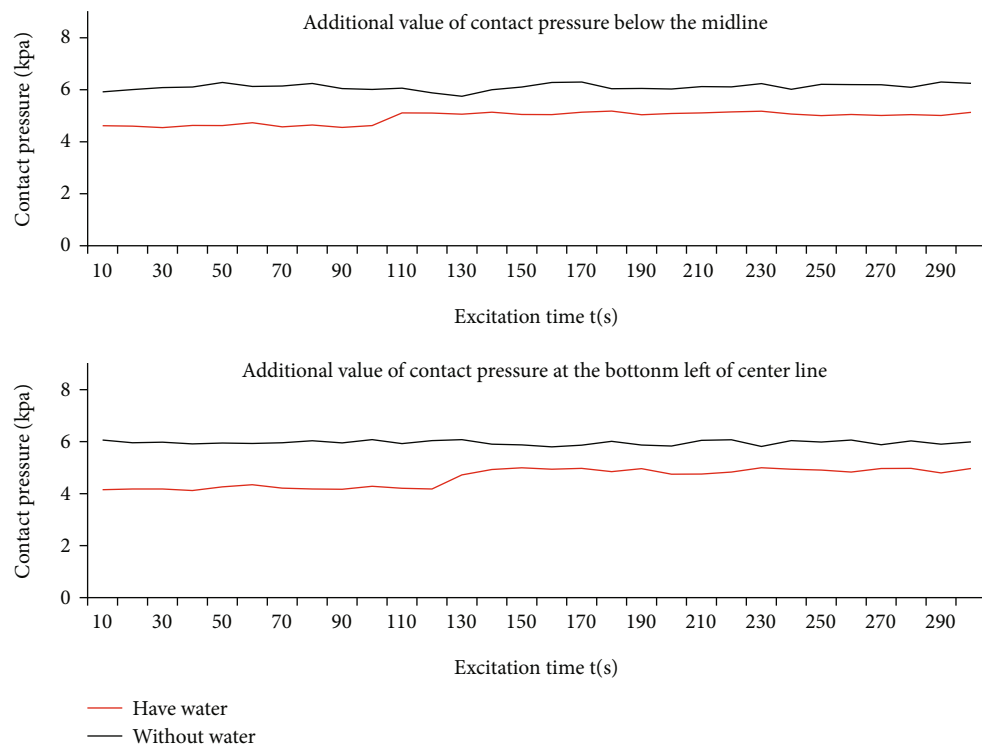 Additional value of contact pressure below the midline
Contact pressure (kpa)
8
6
4
2
0
10 30 50 70 90 110 130 150 170 190 210 230 250 270 290
Excitation time t(s)
Additional value of contact pressure at the bottonm left of center line
Contact pressure (kpa)
8
6
4
2
0
10 30 50 70 90 110 130 150 170 190 210 230 250 270 290
Excitation time t(s)
Have water
Without water